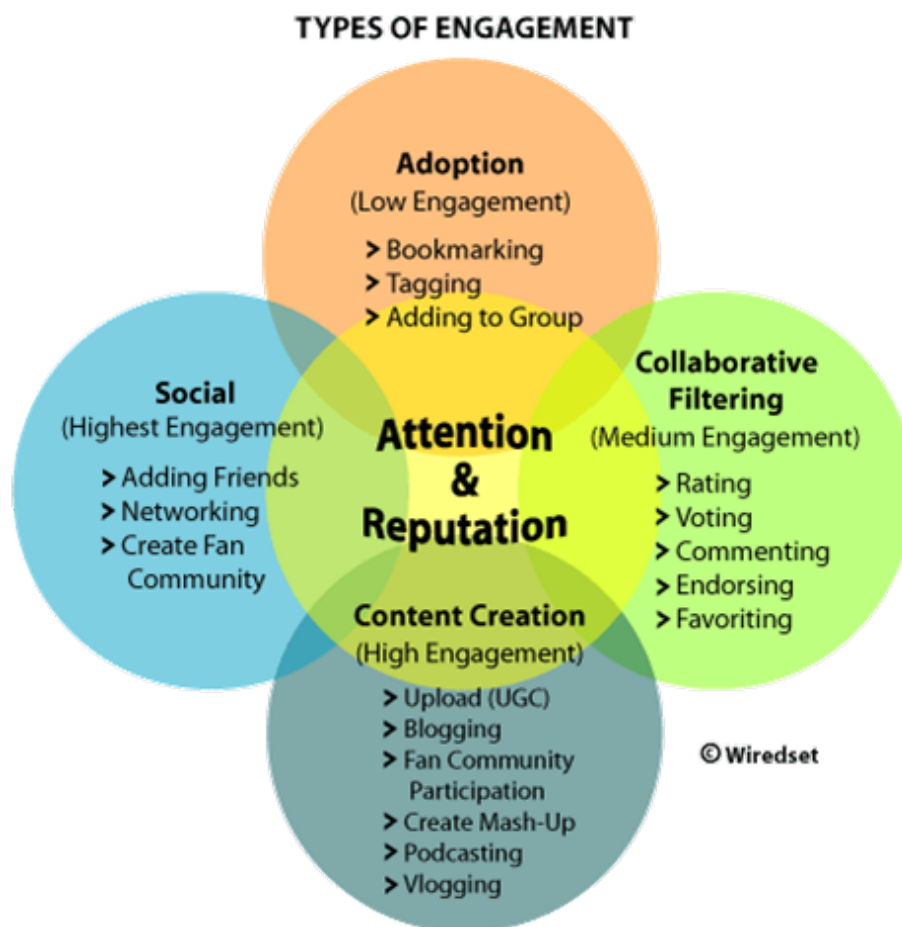 TYPES OF ENGAGEMENT
Adoption
(Low Engagement)
> Bookmarking
> Tagging
> Adding to Group
Social
(Highest Engagement)
> Adding Friends
> Networking
> Create Fan
Community
Attention
&
Reputation
Collaborative
Filtering
(Medium Engagement)
> Rating
> Voting
> Commenting
> Endorsing
> Favoriting
Content Creation
(High Engagement)
> Upload (UGC)
> Blogging
> Fan Community
Participation
> Create Mash-Up
> Podcasting
> Vlogging
© Wiredset